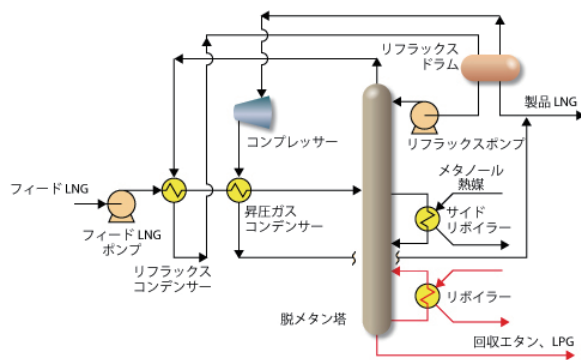 リフラックス
ドラム
製品 LNG
コンプレッサー
リフラックスポンプ
フィード LNG
メタノール
熱媒
昇圧ガス
コンデンサー
サイド
リボイラー
フィード LNG
ポンプ
リフラックス
コンデンサー
リボイラー
脱メタン塔
回収エタン、LPG